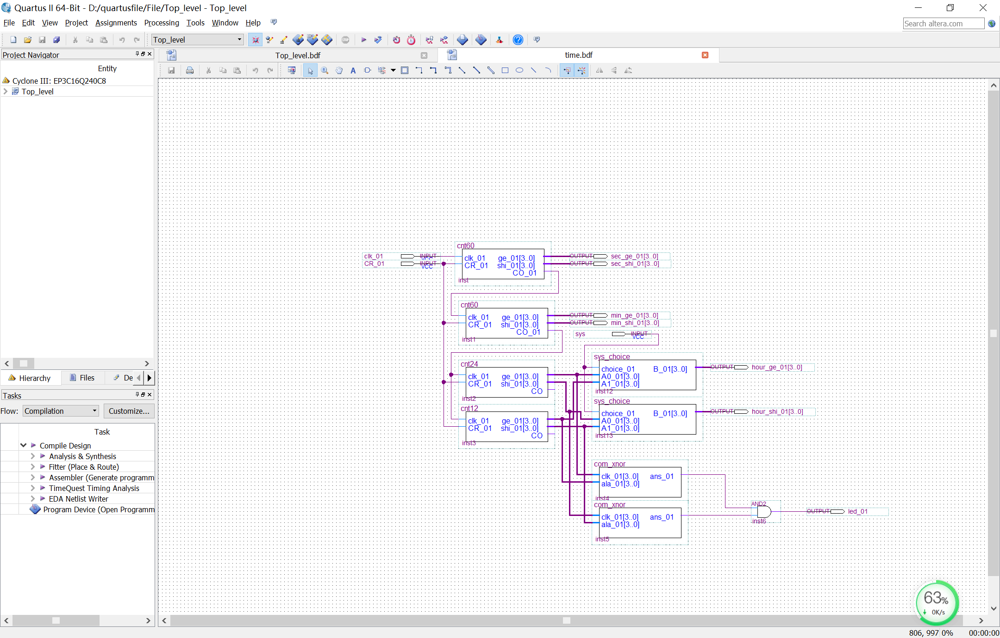 Quartus II 64-Bit - D:/quartusfile/File/Top_level - Top_level
File Edit View Project Assignments Processing Tools Window Help
Search altera.com
Top_level
STOP
Project Navigator
Top_level.bdf
time.bdf
Entity
Cyclone III: EP3C16Q240C8
Top_level
Hierarchy
Files
De
Tasks
Flow: Compilation Customize...
Task
Compile Design
Analysis & Synthesis
Fitter (Place & Route)
Assembler (Generate programm
TimeQuest Timing Analysis
EDA Netlist Writer
Program Device (Open Programm
clk_01 INPUT VCC
CR_01 INPUT VCC
cnt60
clk_01 ge_01[3..0]
CR_01 shi_01[3..0]
CO_01
inst
OUTPUT sec_ge_01[3..0]
OUTPUT sec_shi_01[3..0]
cnt60
clk_01 ge_01[3..0]
CR_01 shi_01[3..0]
CO_01
inst1
OUTPUT min_ge_01[3..0]
OUTPUT min_shi_01[3..0]
sys INPUT VCC
cnt24
clk_01 ge_01[3..0]
CR_01 shi_01[3..0]
CO
inst2
sys_choice
choice_01 B_01[3..0]
A0_01[3..0]
A1_01[3..0]
inst12
OUTPUT hour_ge_01[3..0]
cnt12
clk_01 ge_01[3..0]
CR_01 shi_01[3..0]
CO
inst3
sys_choice
choice_01 B_01[3..0]
A0_01[3..0]
A1_01[3..0]
inst13
OUTPUT hour_shi_01[3..0]
com_xnor
clk_01[3..0] ans_01
ala_01[3..0]
inst4
com_xnor
clk_01[3..0] ans_01
ala_01[3..0]
inst5
AND2
inst6
OUTPUT led_01
63%
0K/s
806, 997 0% 00:00:00